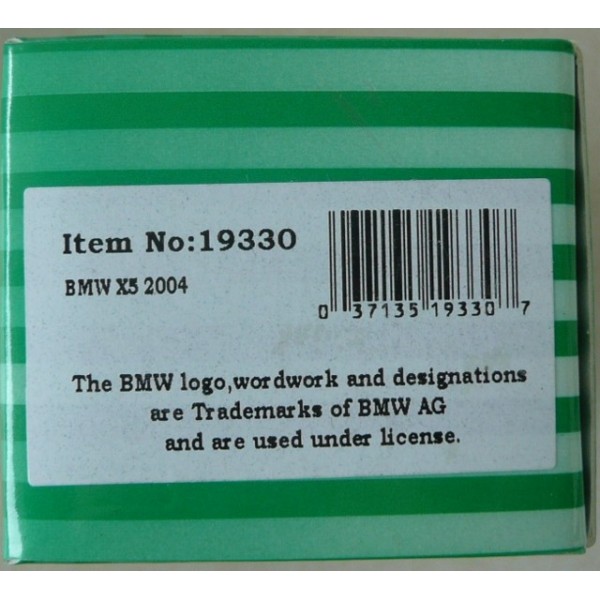 Item No:19330
BMW X5 2004
0 37135 19330 7
The BMW logo,wordwork and designations
are Trademarks of BMW AG
and are used under license.